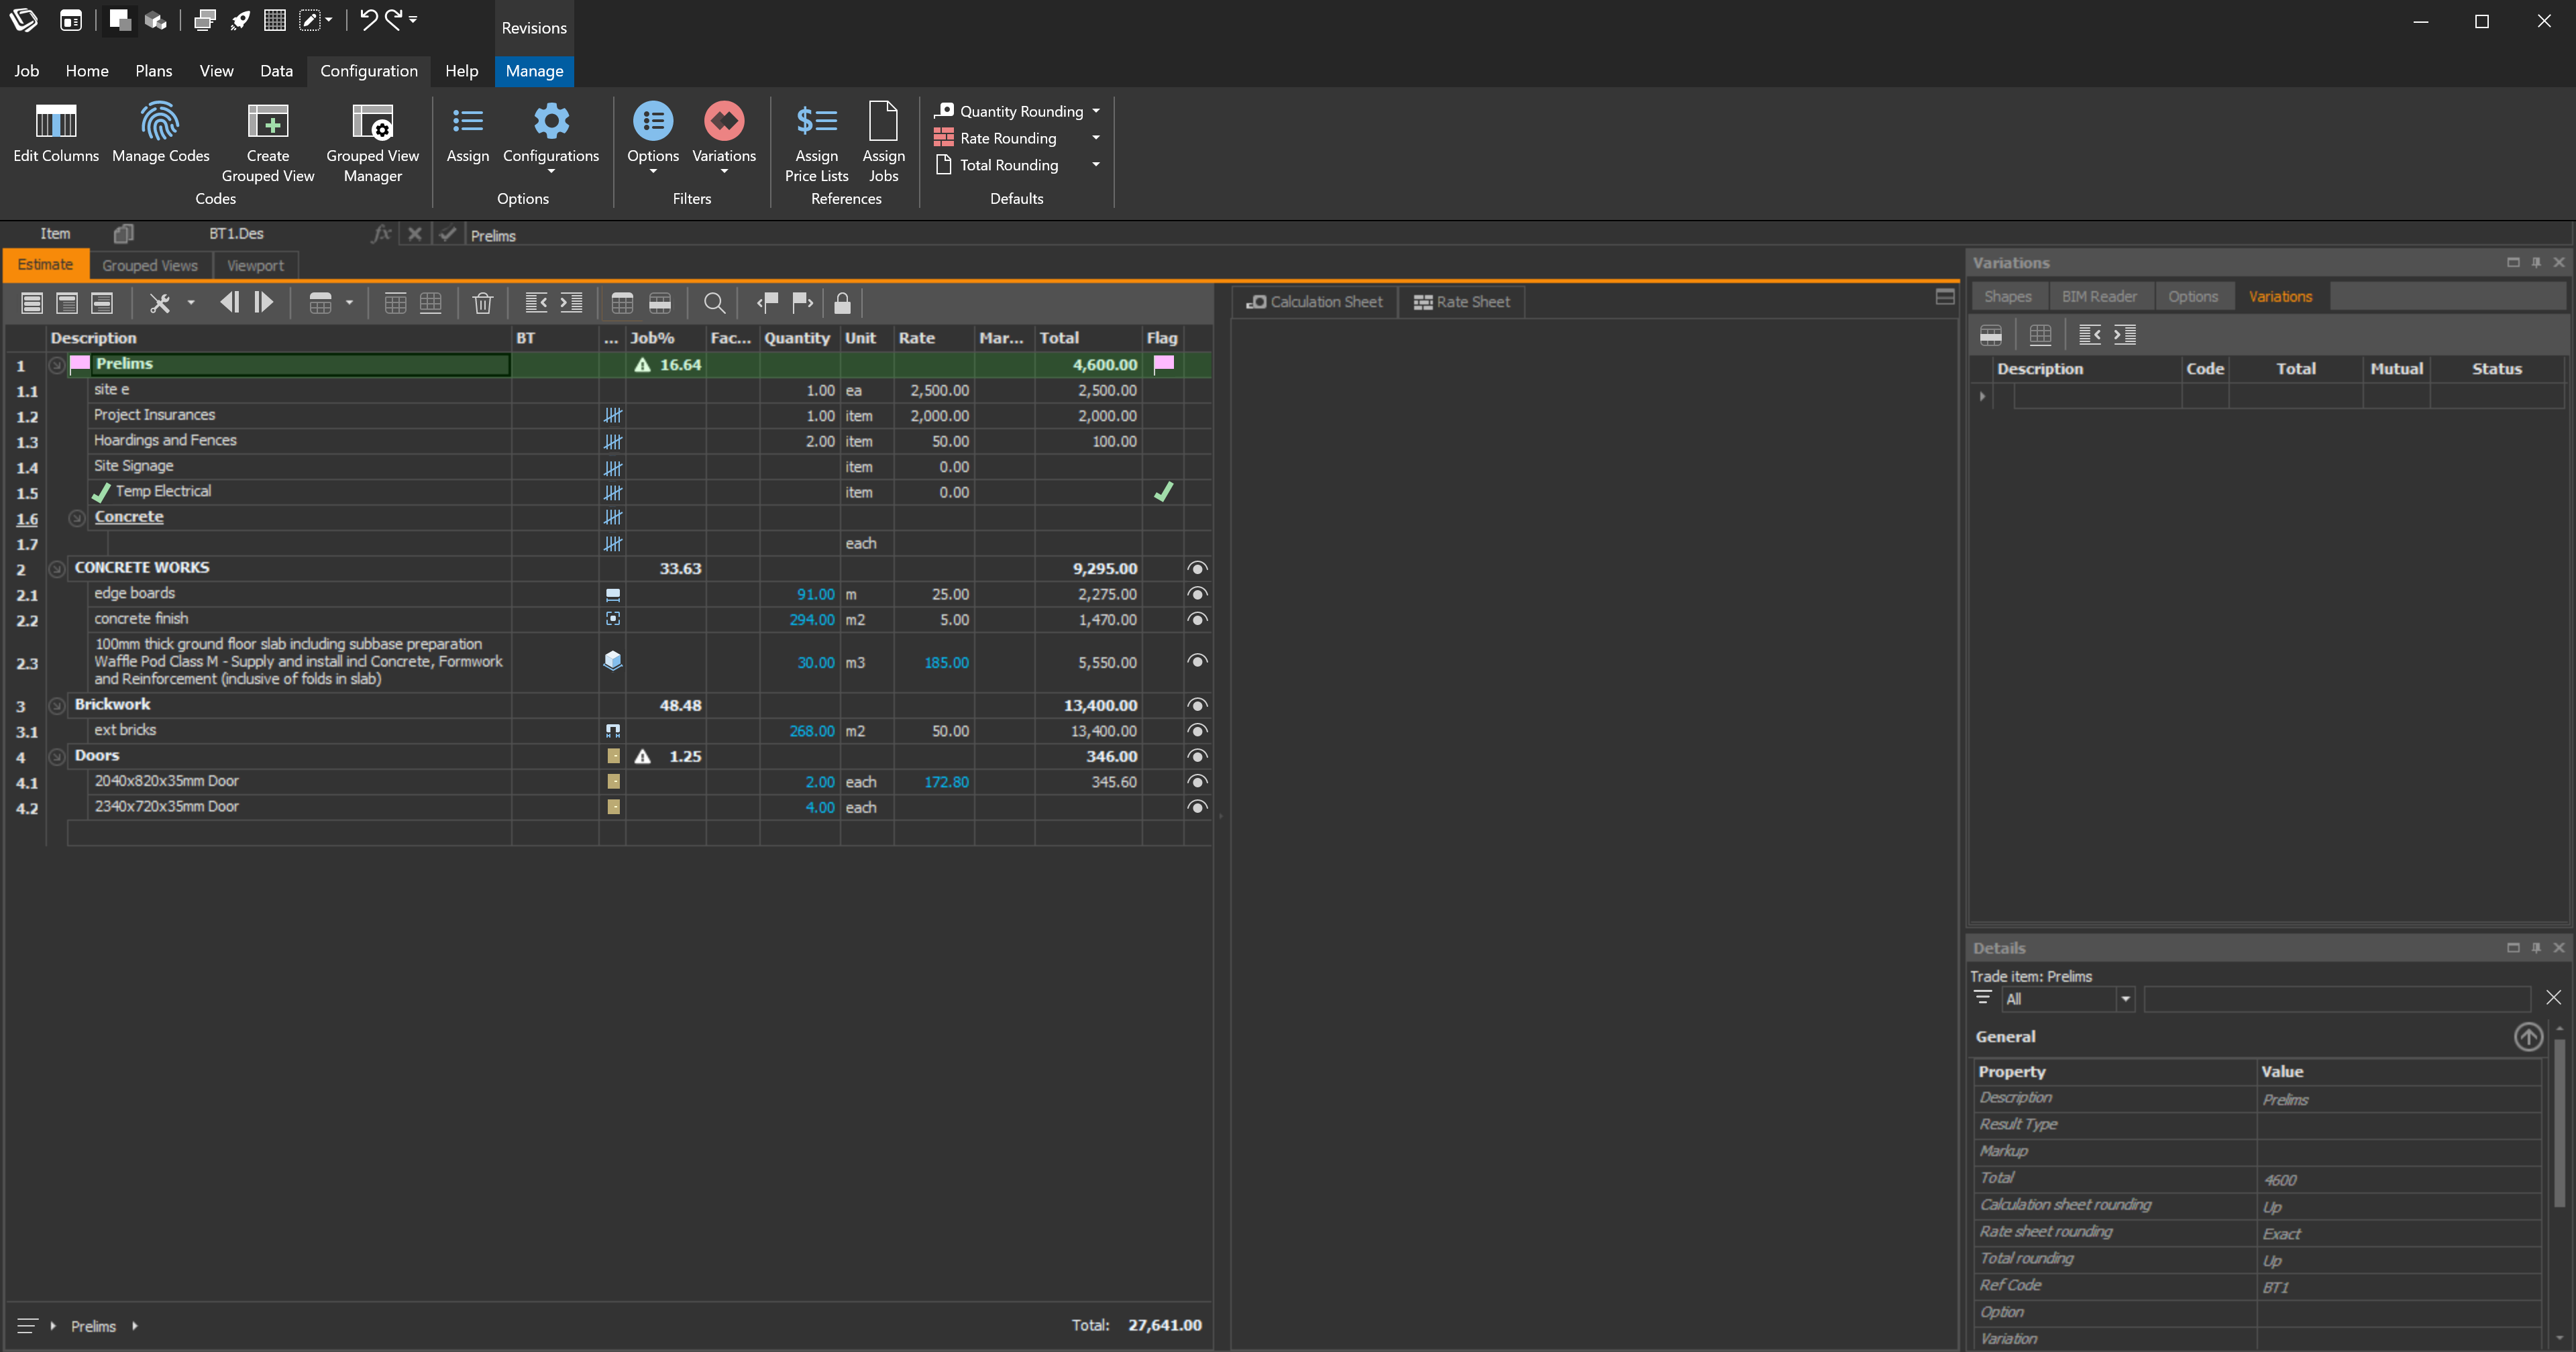 Revisions
Job Home Plans View Data Configuration Help Manage
Edit Columns Manage Codes Create Grouped View Grouped View Manager
Codes
Assign Configurations
Options
Options Variations
Filters
Assign Price Lists Assign Jobs
References
Quantity Rounding
Rate Rounding
Total Rounding
Defaults
Item BT1.Des fx Prelims
Estimate Grouped Views Viewport
Description BT ... Job% Fac... Quantity Unit Rate Mar... Total Flag
1 Prelims 16.64 4,600.00
1.1 site e 1.00 ea 2,500.00 2,500.00
1.2 Project Insurances 1.00 item 2,000.00 2,000.00
1.3 Hoardings and Fences 2.00 item 50.00 100.00
1.4 Site Signage item 0.00
1.5 Temp Electrical item 0.00
1.6 Concrete
1.7 each
2 CONCRETE WORKS 33.63 9,295.00
2.1 edge boards 91.00 m 25.00 2,275.00
2.2 concrete finish 294.00 m2 5.00 1,470.00
100mm thick ground floor slab including subbase preparation
2.3 Waffle Pod Class M - Supply and install incl Concrete, Formwork 30.00 m3 185.00 5,550.00
and Reinforcement (inclusive of folds in slab)
3 Brickwork 48.48 13,400.00
3.1 ext bricks 268.00 m2 50.00 13,400.00
4 Doors 1.25 346.00
4.1 2040x820x35mm Door 2.00 each 172.80 345.60
4.2 2340x720x35mm Door 4.00 each
Prelims Total: 27,641.00
Calculation Sheet Rate Sheet
Variations
Shapes BIM Reader Options Variations
Description Code Total Mutual Status
Details
Trade item: Prelims
All
General
Property Value
Description Prelims
Result Type
Markup
Total 4600
Calculation sheet rounding Up
Rate sheet rounding Exact
Total rounding Up
Ref Code BT1
Option
Variation